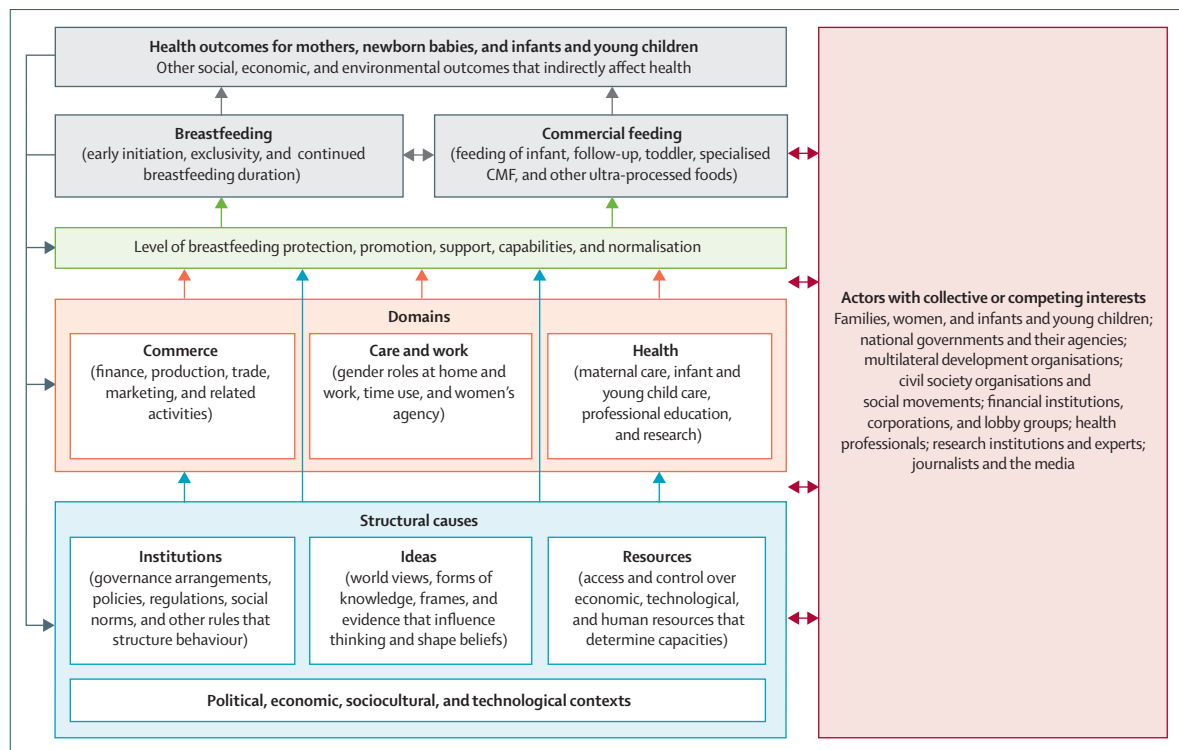 Health outcomes for mothers, newborn babies, and infants and young children
Other social, economic, and environmental outcomes that indirectly affect health
Breastfeeding
(early initiation, exclusivity, and continued
breastfeeding duration)
Commercial feeding
(feeding of infant, follow-up, toddler, specialised
CMF, and other ultra-processed foods)
Level of breastfeeding protection, promotion, support, capabilities, and normalisation
Domains
Commerce
(finance, production, trade,
marketing, and related
activities)
Care and work
(gender roles at home and
work, time use, and women’s
agency)
Health
(maternal care, infant and
young child care,
professional education,
and research)
Structural causes
Institutions
(governance arrangements,
policies, regulations, social
norms, and other rules that
structure behaviour)
Ideas
(world views, forms of
knowledge, frames, and
evidence that influence
thinking and shape beliefs)
Resources
(access and control over
economic, technological,
and human resources that
determine capacities)
Political, economic, sociocultural, and technological contexts
Actors with collective or competing interests
Families, women, and infants and young children;
national governments and their agencies;
multilateral development organisations;
civil society organisations and
social movements; financial institutions,
corporations, and lobby groups; health
professionals; research institutions and experts;
journalists and the media